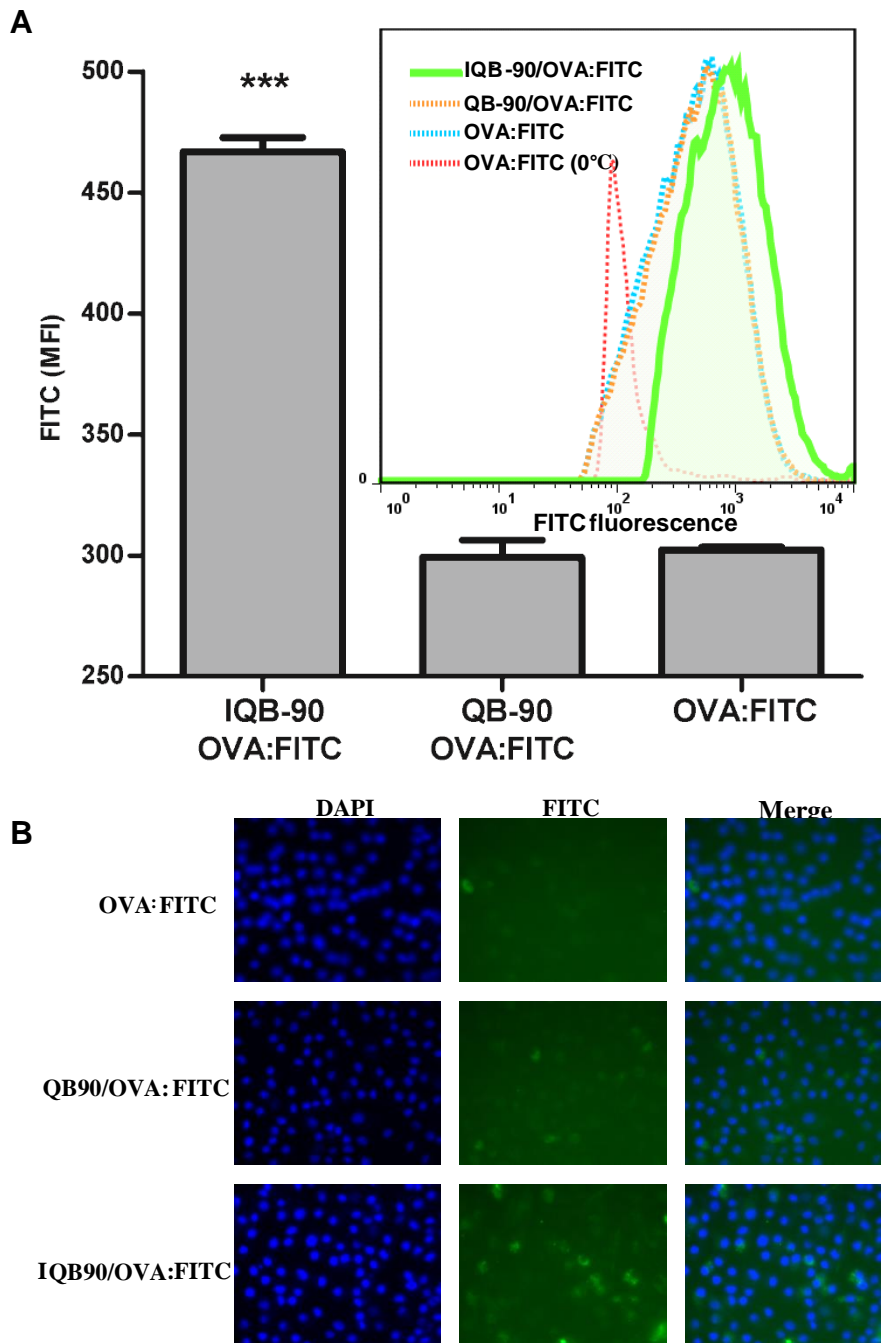 A
500
450
400
350
300
250
FITC (MFI)
***
IQB-90/OVA:FITC
QB-90/OVA:FITC
OVA:FITC
OVA:FITC (0℃)
0
10⁰ 10¹ 10² 10³ 10⁴
FITC fluorescence
IQB-90
OVA:FITC
QB-90
OVA:FITC
OVA:FITC
B
DAPI FITC Merge
OVA:FITC
QB90/OVA:FITC
IQB90/OVA:FITC